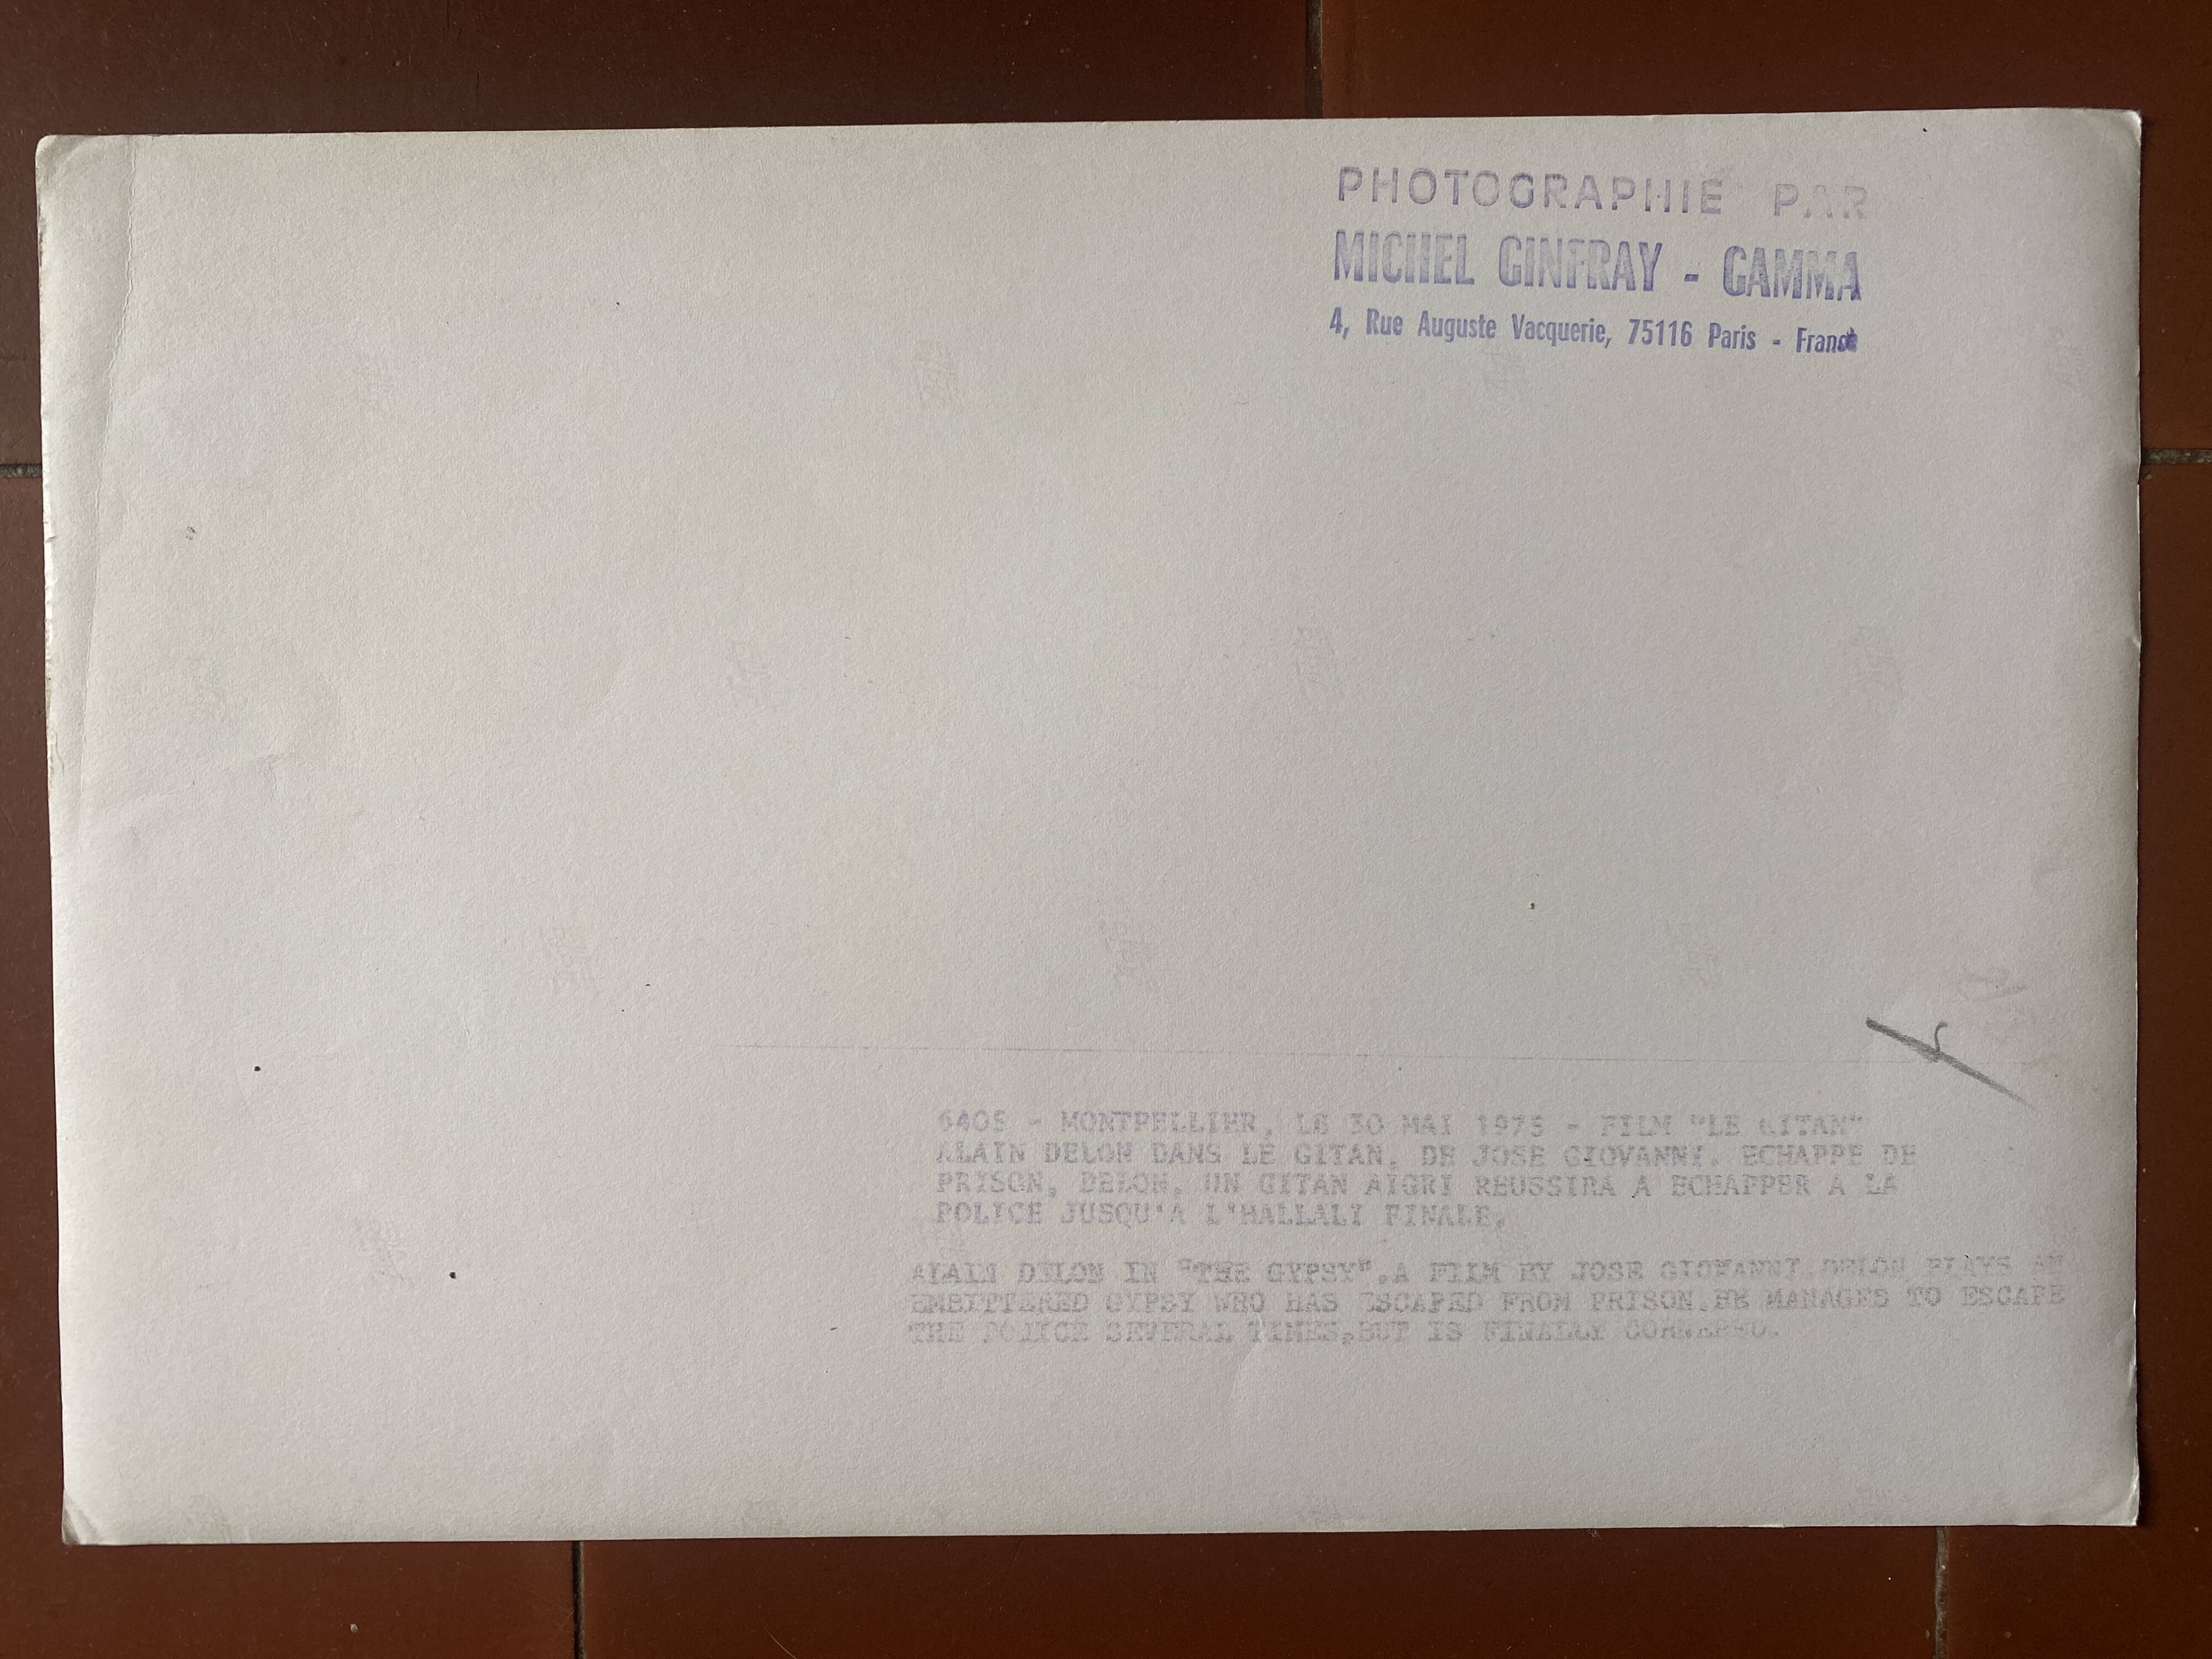 PHOTOGRAPHIE PAR
MICHEL GINFRAY - GAMMA
4, Rue Auguste Vacquerie, 75116 Paris - France
- MONTPELLIER, LE 30 MAI 1975 - FILM "LE GITAN"
ALAIN DELON DANS LE GITAN, DE JOSE GIOVANNI. ECHAPPE DE
PRISON, DELON, UN GITAN AIGRI REUSSIRA A ECHAPPER A LA
POLICE JUSQU'A L'HALLALI FINALE.
ALAIN DELON IN "THE GYPSY".A FILM BY JOSE GIOVANNI.DELON PLAYS AN
EMBITTERED GYPSY WHO HAS ESCAPED FROM PRISON.HE MANAGES TO ESCAPE
THE POLICE SEVERAL TIMES,BUT IS FINALLY CORNERED.